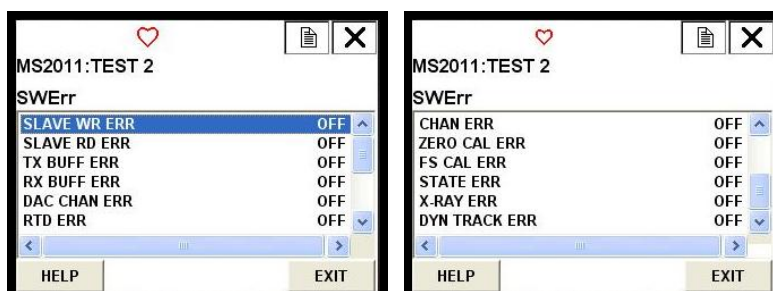 MS2011:TEST 2
SWErr
SLAVE WR ERR OFF
SLAVE RD ERR OFF
TX BUFF ERR OFF
RX BUFF ERR OFF
DAC CHAN ERR OFF
RTD ERR OFF
HELP EXIT
MS2011:TEST 2
SWErr
CHAN ERR OFF
ZERO CAL ERR OFF
FS CAL ERR OFF
STATE ERR OFF
X-RAY ERR OFF
DYN TRACK ERR OFF
HELP EXIT